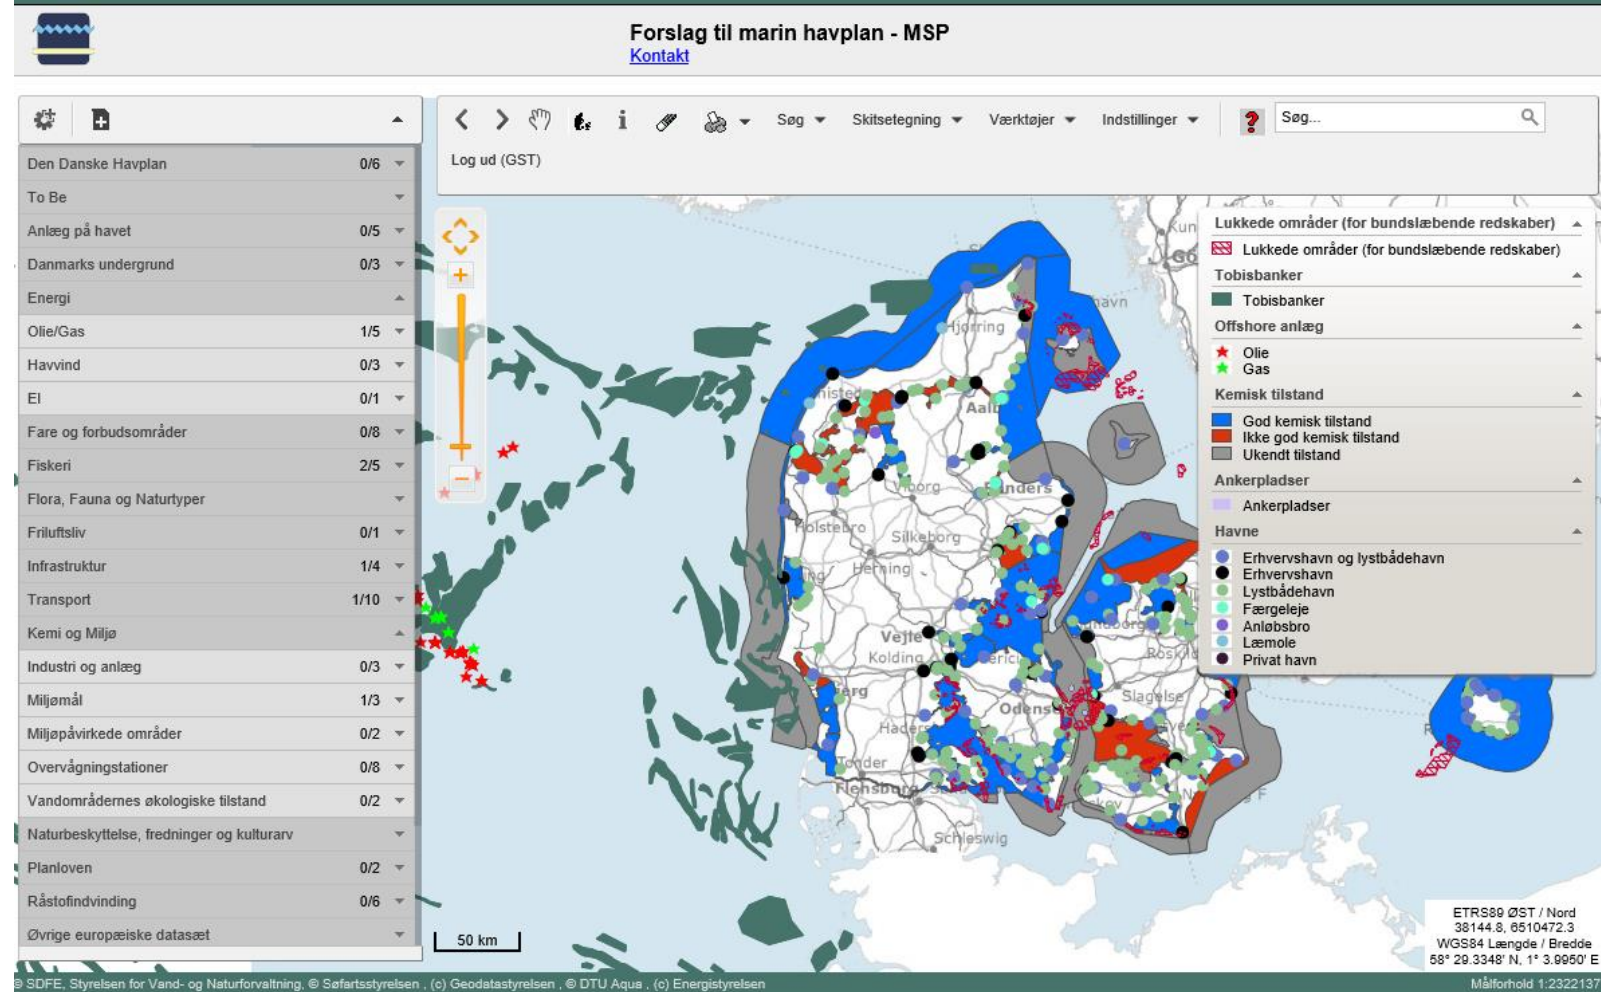 Forslag til marin havplan - MSP
Kontakt
Søg
Skitsetegning
Værktøjer
Indstillinger
?
Søg...
Log ud (GST)
Den Danske Havplan 0/6
To Be
Anlæg på havet 0/5
Danmarks undergrund 0/3
Energi
Olie/Gas 1/5
Havvind 0/3
El 0/1
Fare og forbudsområder 0/8
Fiskeri 2/5
Flora, Fauna og Naturtyper
Friluftsliv 0/1
Infrastruktur 1/4
Transport 1/10
Kemi og Miljø
Industri og anlæg 0/3
Miljømål 1/3
Miljøpåvirkede områder 0/2
Overvågningstationer 0/8
Vandområdernes økologiske tilstand 0/2
Naturbeskyttelse, fredninger og kulturarv
Planloven 0/2
Råstofindvinding 0/6
Øvrige europæiske datasæt
Hjørring
Viborg
Silkeborg
Herning
Vejle
Kolding
Slagelse
Flensburg
Schleswig
Lukkede områder (for bundslæbende redskaber)
Lukkede områder (for bundslæbende redskaber)
Tobisbanker
Tobisbanker
Offshore anlæg
Olie
Gas
Kemisk tilstand
God kemisk tilstand
Ikke god kemisk tilstand
Ukendt tilstand
Ankerpladser
Ankerpladser
Havne
Erhvervshavn og lystbådehavn
Erhvervshavn
Lystbådehavn
Færgeleje
Anløbsbro
Læmole
Privat havn
50 km
ETRS89 ØST / Nord
38144.8, 6510472.3
WGS84 Længde / Bredde
58° 29.3348' N, 1° 3.9950' E
© SDFE, Styrelsen for Vand- og Naturforvaltning, © Søfartsstyrelsen , (c) Geodatastyrelsen , © DTU Aqua , (c) Energistyrelsen
Målforhold 1:2322137